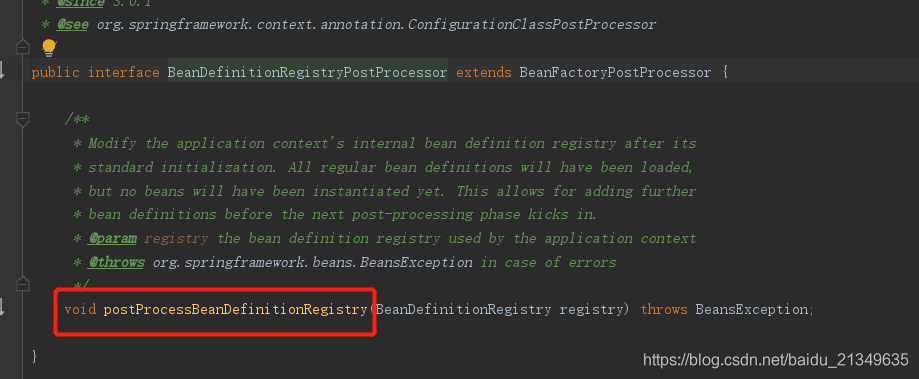 * @since 3.0.1
* @see org.springframework.context.annotation.ConfigurationClassPostProcessor
public interface BeanDefinitionRegistryPostProcessor extends BeanFactoryPostProcessor {
/**
* Modify the application context's internal bean definition registry after its
* standard initialization. All regular bean definitions will have been loaded,
* but no beans will have been instantiated yet. This allows for adding further
* bean definitions before the next post-processing phase kicks in.
* @param registry the bean definition registry used by the application context
* @throws org.springframework.beans.BeansException in case of errors
*/
void postProcessBeanDefinitionRegistry(BeanDefinitionRegistry registry) throws BeansException;
}
https://blog.csdn.net/baidu_21349635